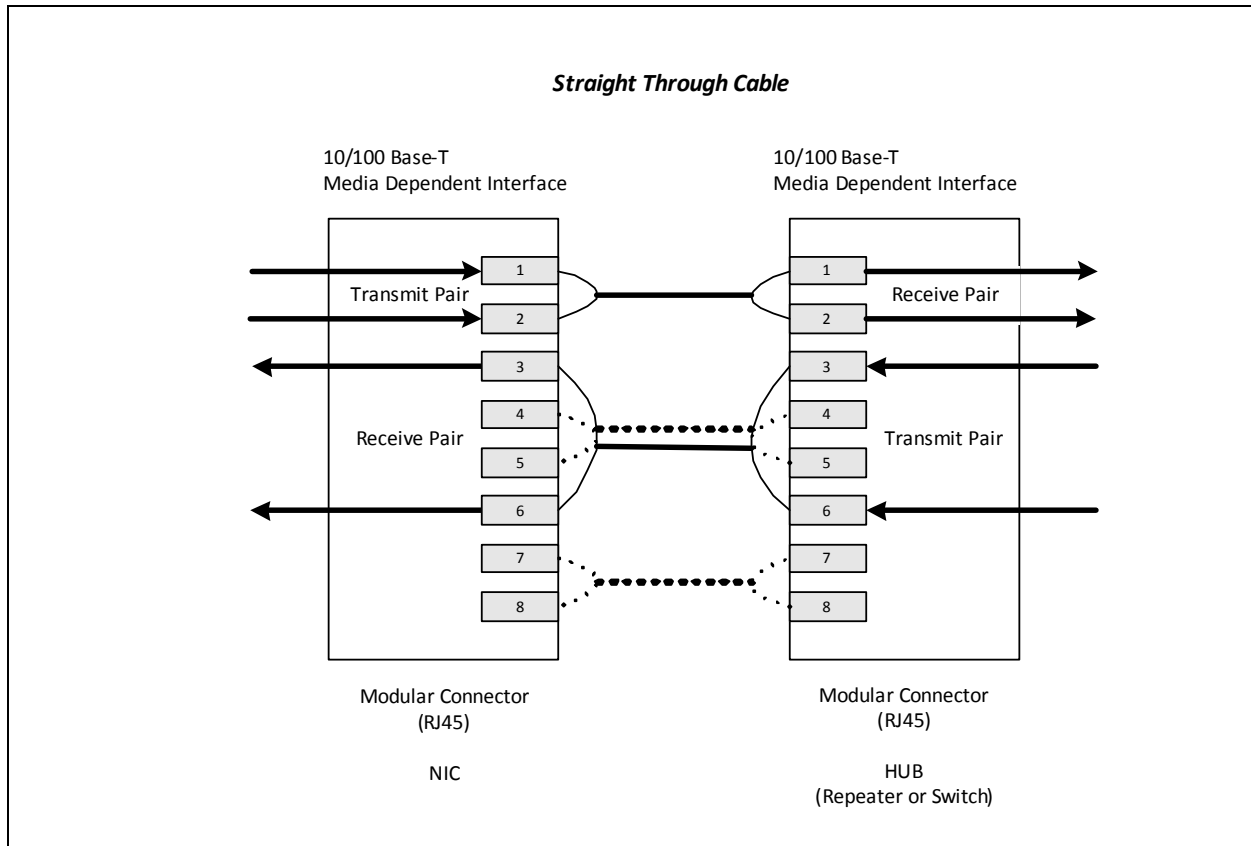 Straight Through Cable
10/100 Base-T
Media Dependent Interface
10/100 Base-T
Media Dependent Interface
1
Transmit Pair
2
3
4
Receive Pair
5
6
7
8
1
Receive Pair
2
3
4
Transmit Pair
5
6
7
8
Modular Connector
(RJ45)
NIC
Modular Connector
(RJ45)
HUB
(Repeater or Switch)